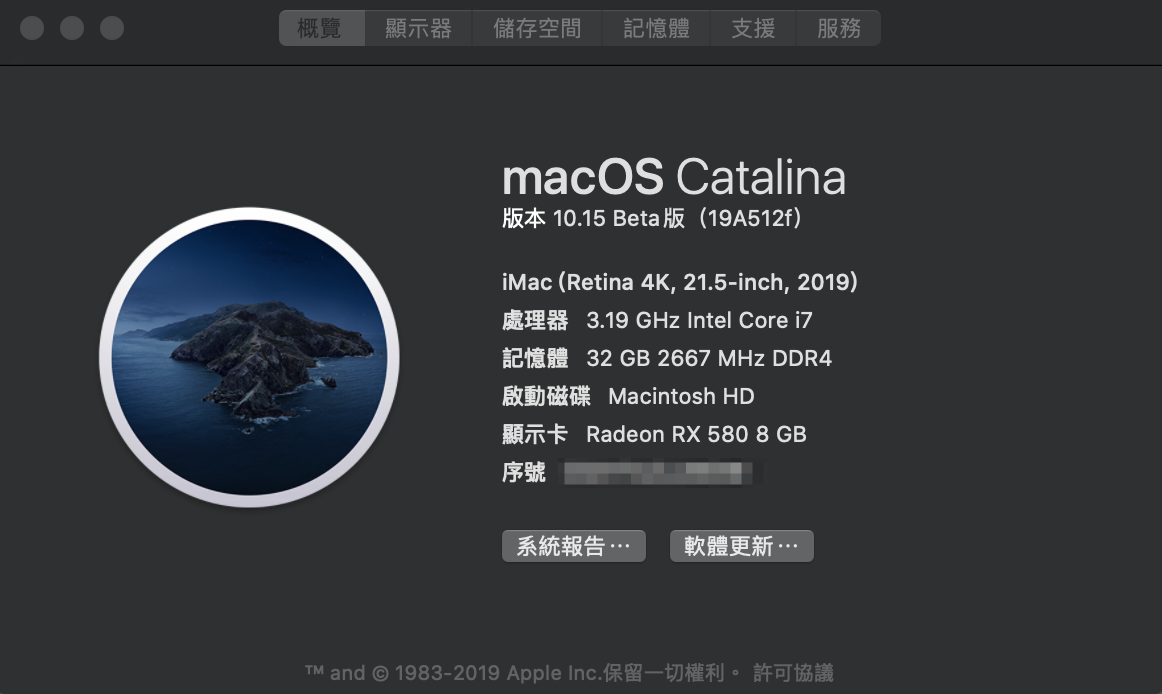 概覽 顯示器 儲存空間 記憶體 支援 服務
macOS Catalina
版本 10.15 Beta版（19A512f）
iMac (Retina 4K, 21.5-inch, 2019)
處理器 3.19 GHz Intel Core i7
記憶體 32 GB 2667 MHz DDR4
啟動磁碟 Macintosh HD
顯示卡 Radeon RX 580 8 GB
序號
系統報告⋯ 軟體更新⋯
™ and © 1983-2019 Apple Inc.保留一切權利。 許可協議